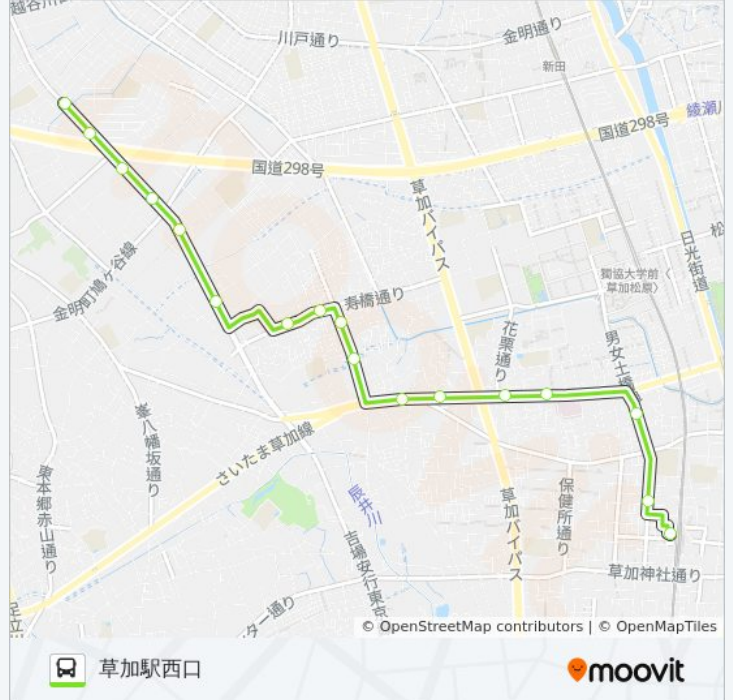 川戸通り
金明通り
新田
綾瀬川
国道298号
国道298号
草加バイパス
日光街道
松
金明町鳩ヶ谷線
獨協大学前〈
草加松原〉
寿橋通り
花栗通り
男女土橋
峯八幡坂通り
さいたま草加線
東本郷赤山通り
辰井川
保健所通り
草加バイパス
吉場安行東京
草加神社通り
足立川
ター通り
© OpenStreetMap contributors | © OpenMapTiles
草加駅西口
moovit